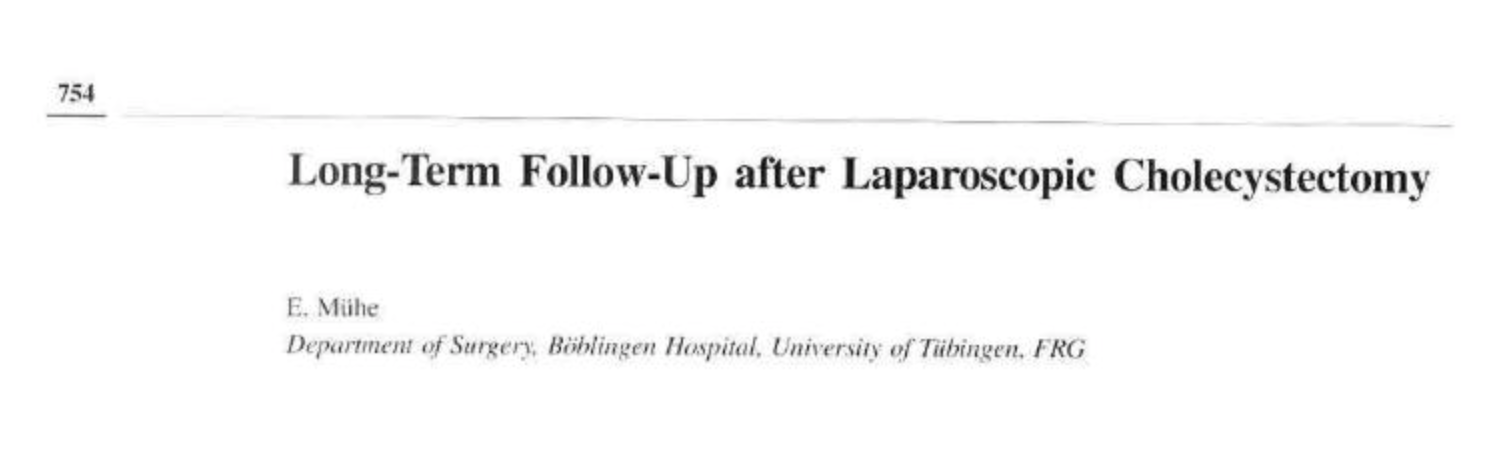 754
Long-Term Follow-Up after Laparoscopic Cholecystectomy
E. Mühe
Department of Surgery, Böblingen Hospital, University of Tübingen, FRG